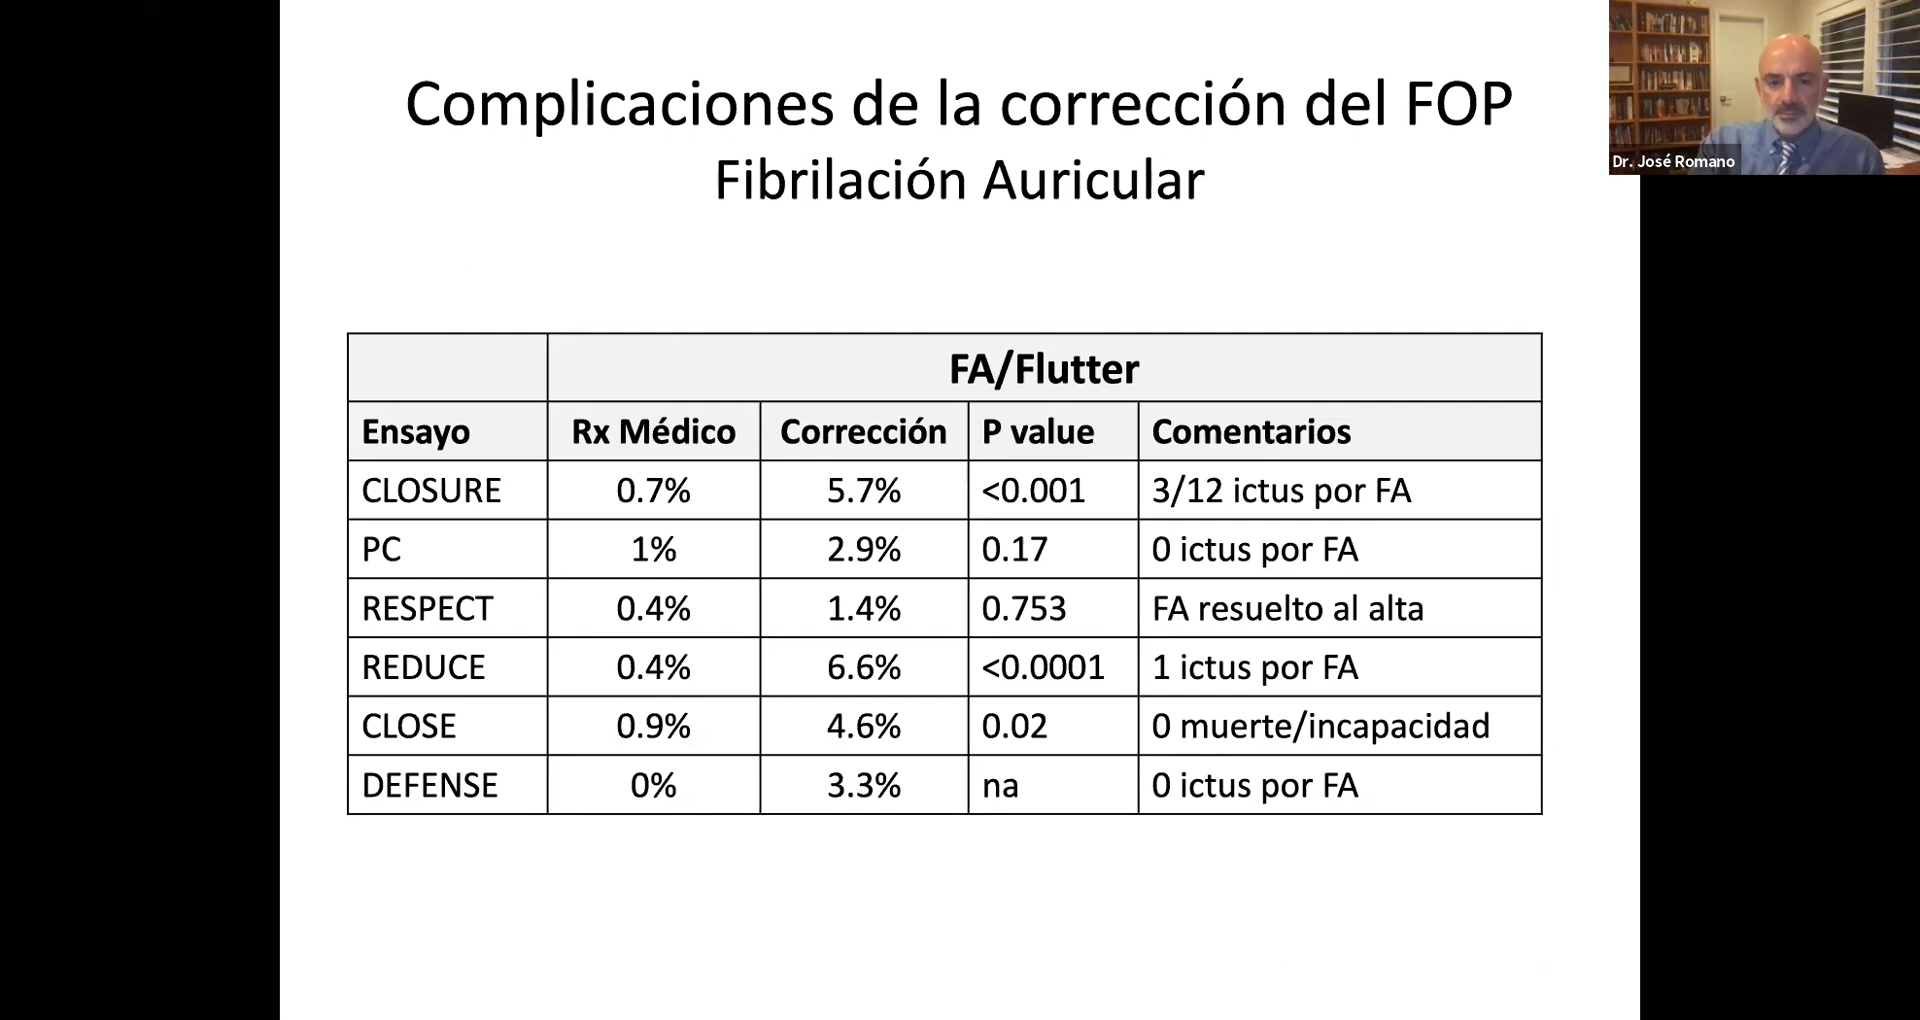 Complicaciones de la corrección del FOP
Fibrilación Auricular
Dr. José Romano
FA/Flutter
Ensayo Rx Médico Corrección P value Comentarios
CLOSURE 0.7% 5.7% <0.001 3/12 ictus por FA
PC 1% 2.9% 0.17 0 ictus por FA
RESPECT 0.4% 1.4% 0.753 FA resuelto al alta
REDUCE 0.4% 6.6% <0.0001 1 ictus por FA
CLOSE 0.9% 4.6% 0.02 0 muerte/incapacidad
DEFENSE 0% 3.3% na 0 ictus por FA